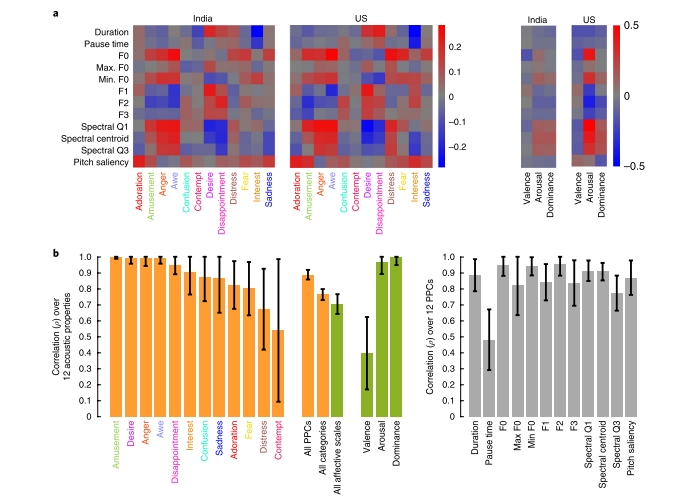 a
India
US
India
US
Duration
Pause time
F0
Max. F0
Min. F0
F1
F2
F3
Spectral Q1
Spectral centroid
Spectral Q3
Pitch saliency
0.2
0.1
0
−0.1
−0.2
0.5
0
−0.5
Adoration
Amusement
Anger
Awe
Confusion
Contempt
Desire
Disappointment
Distress
Fear
Interest
Sadness
Adoration
Amusement
Anger
Awe
Confusion
Contempt
Desire
Disappointment
Distress
Fear
Interest
Sadness
Valence
Arousal
Dominance
Valence
Arousal
Dominance
b
Correlation (ρ) over
12 acoustic properties
1.0
0.9
0.8
0.7
0.6
0.5
0.4
0.3
0.2
0.1
0
Amusement
Desire
Anger
Awe
Disappointment
Interest
Confusion
Sadness
Adoration
Fear
Distress
Contempt
All PPCs
All categories
All affective scales
Valence
Arousal
Dominance
Correlation (ρ) over 12 PPCs
1.0
0.9
0.8
0.7
0.6
0.5
0.4
0.3
0.2
0.1
0
Duration
Pause time
F0
Max F0
Min F0
F1
F2
F3
Spectral Q1
Spectral centroid
Spectral Q3
Pitch saliency